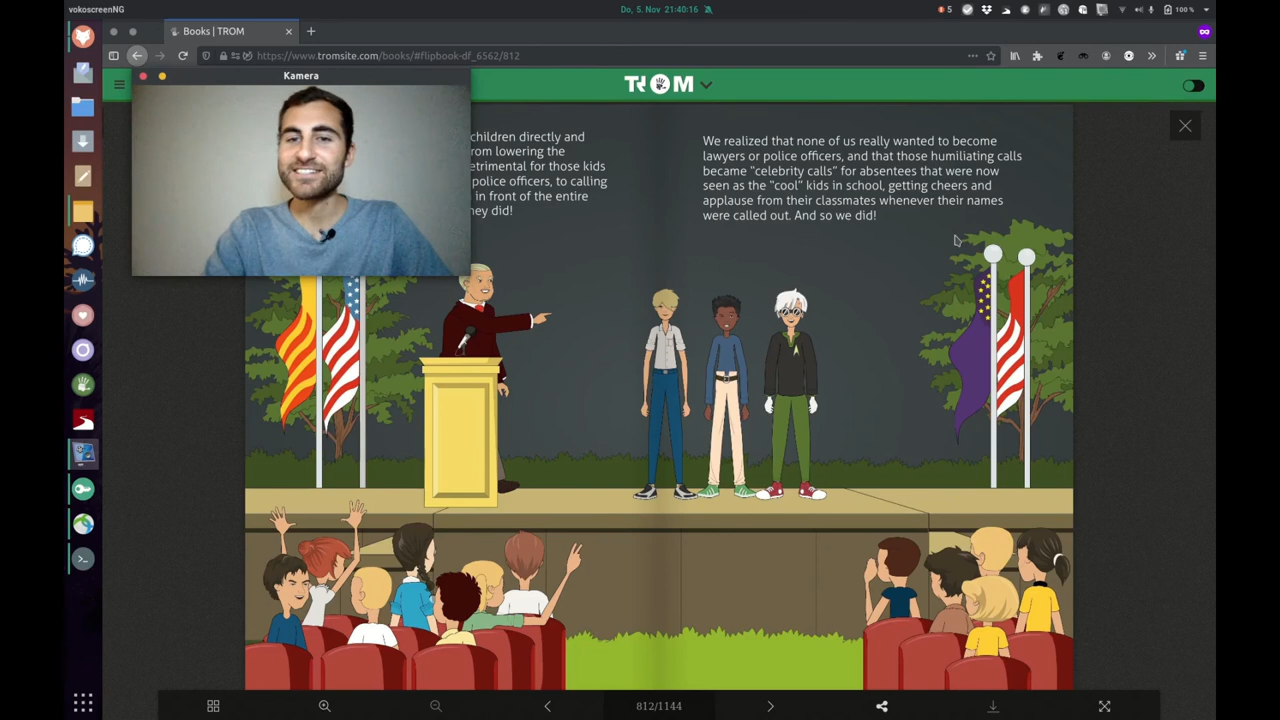 vokoscreenNG
Do, 5. Nov 21:40:16
5
100 %
Books | TROM
https://www.tromsite.com/books/#flipbook-df_6562/812
Kamera
TROM
children directly and
rom lowering the
etrimental for those kids
police officers, to calling
in front of the entire
hey did!
We realized that none of us really wanted to become
lawyers or police officers, and that those humiliating calls
became "celebrity calls" for absentees that were now
seen as the "cool" kids in school, getting cheers and
applause from their classmates whenever their names
were called out. And so we did!
812/1144